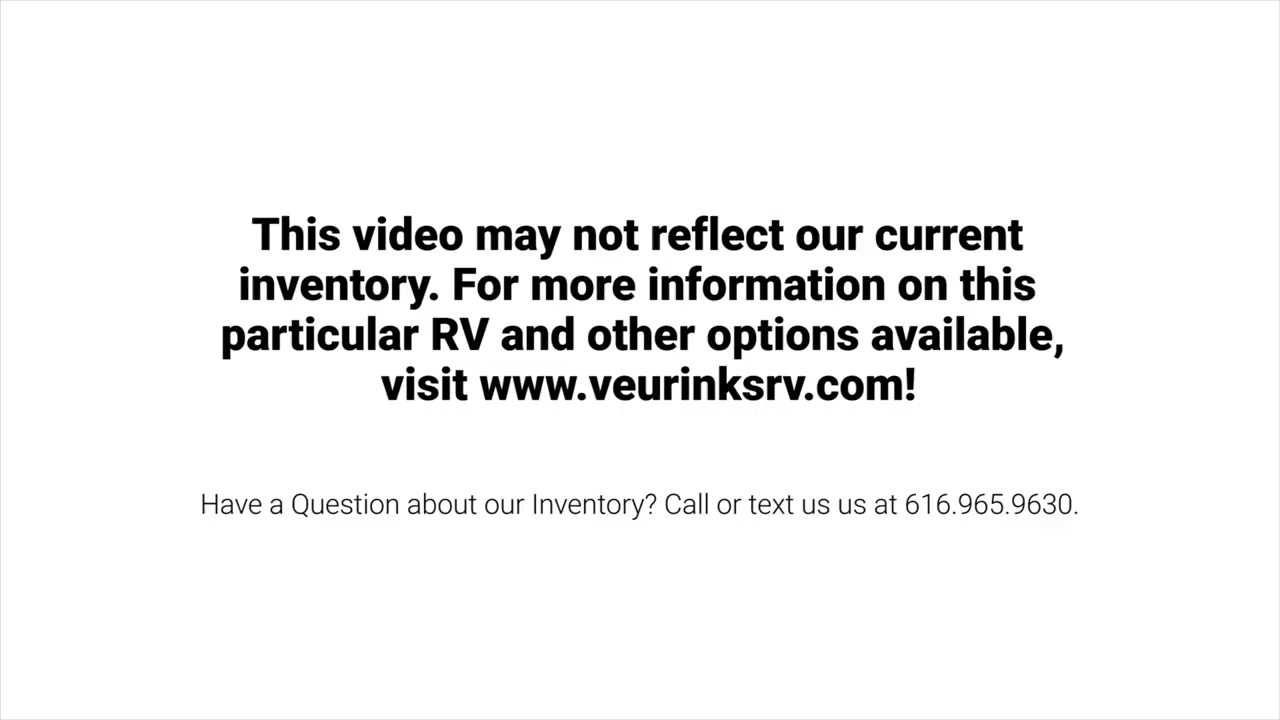 This video may not reflect our current
inventory. For more information on this
particular RV and other options available,
visit www.veurinksrv.com!
Have a Question about our Inventory? Call or text us us at 616.965.9630.